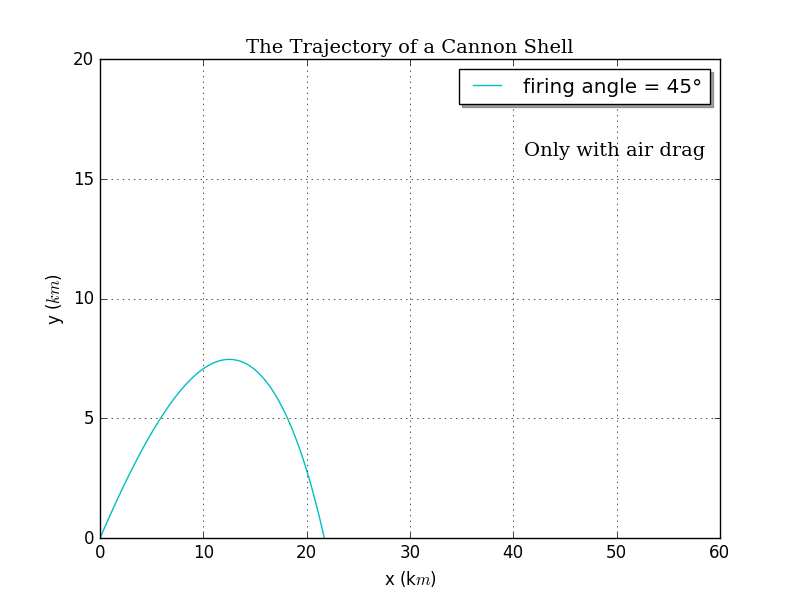 The Trajectory of a Cannon Shell
firing angle = 45°
Only with air drag
20
15
10
5
0
y (km)
0 10 20 30 40 50 60
x (km)